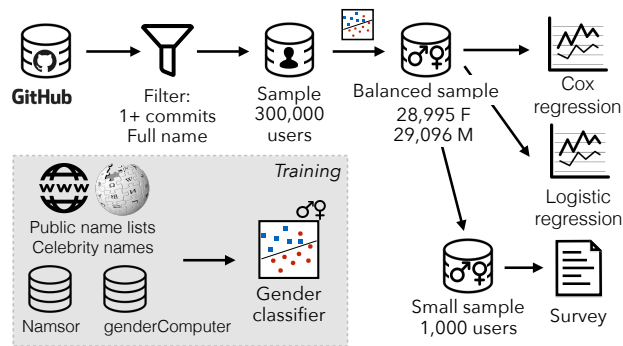 GitHub
Filter:
1+ commits
Full name
Sample
300,000
users
Balanced sample
28,995 F
29,096 M
Cox
regression
Logistic
regression
Training
WWW
Public name lists
Celebrity names
Namsor
genderComputer
Gender
classifier
Small sample
1,000 users
Survey